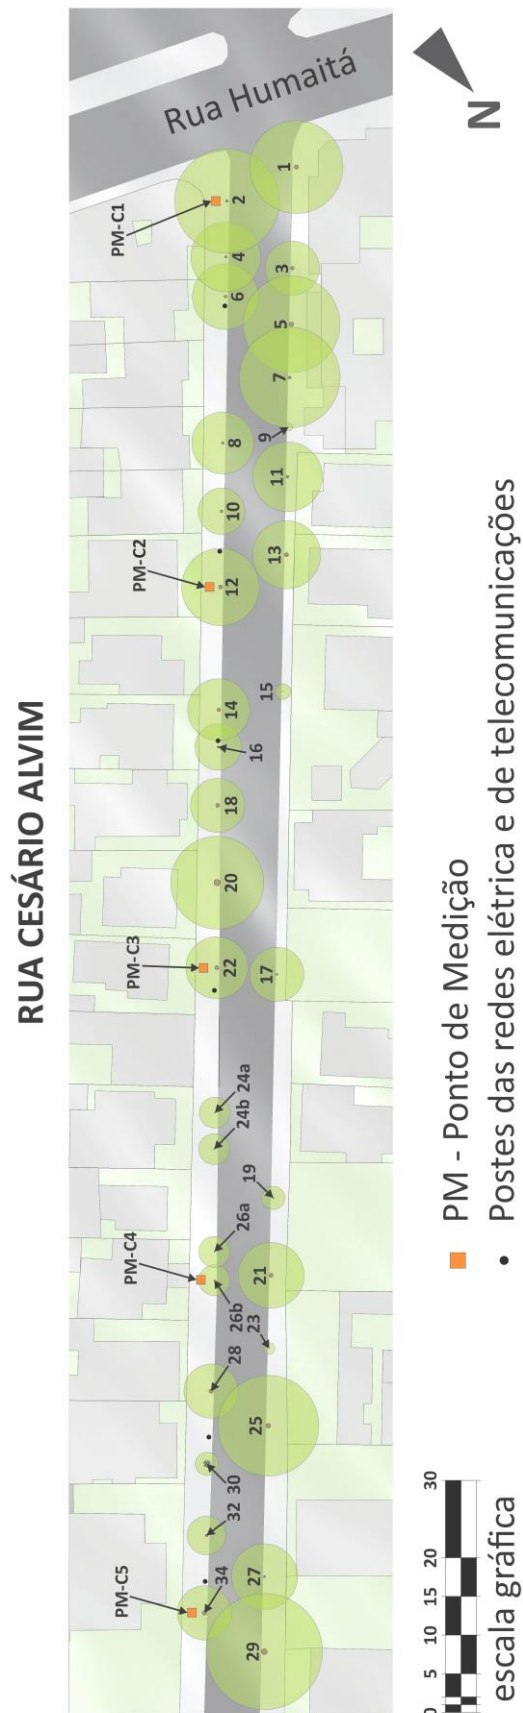 RUA CESÁRIO ALVIM
Rua Humaitá
N
PM-C5
PM-C4
PM-C3
PM-C2
PM-C1
34
32
30
28
26b
26a
24b
24a
22
20
18
16
14
12
10
8
6
4
2
29
27
25
23
21
19
17
15
13
11
9
7
5
3
1
0 5 10 15 20 30
escala gráfica
PM - Ponto de Medição
Postes das redes elétrica e de telecomunicações